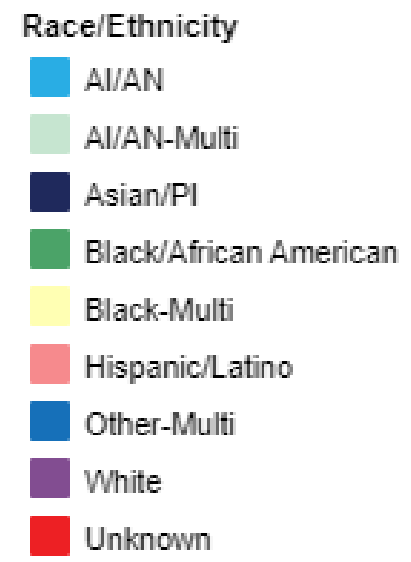 Race/Ethnicity
AI/AN
AI/AN-Multi
Asian/PI
Black/African American
Black-Multi
Hispanic/Latino
Other-Multi
White
Unknown